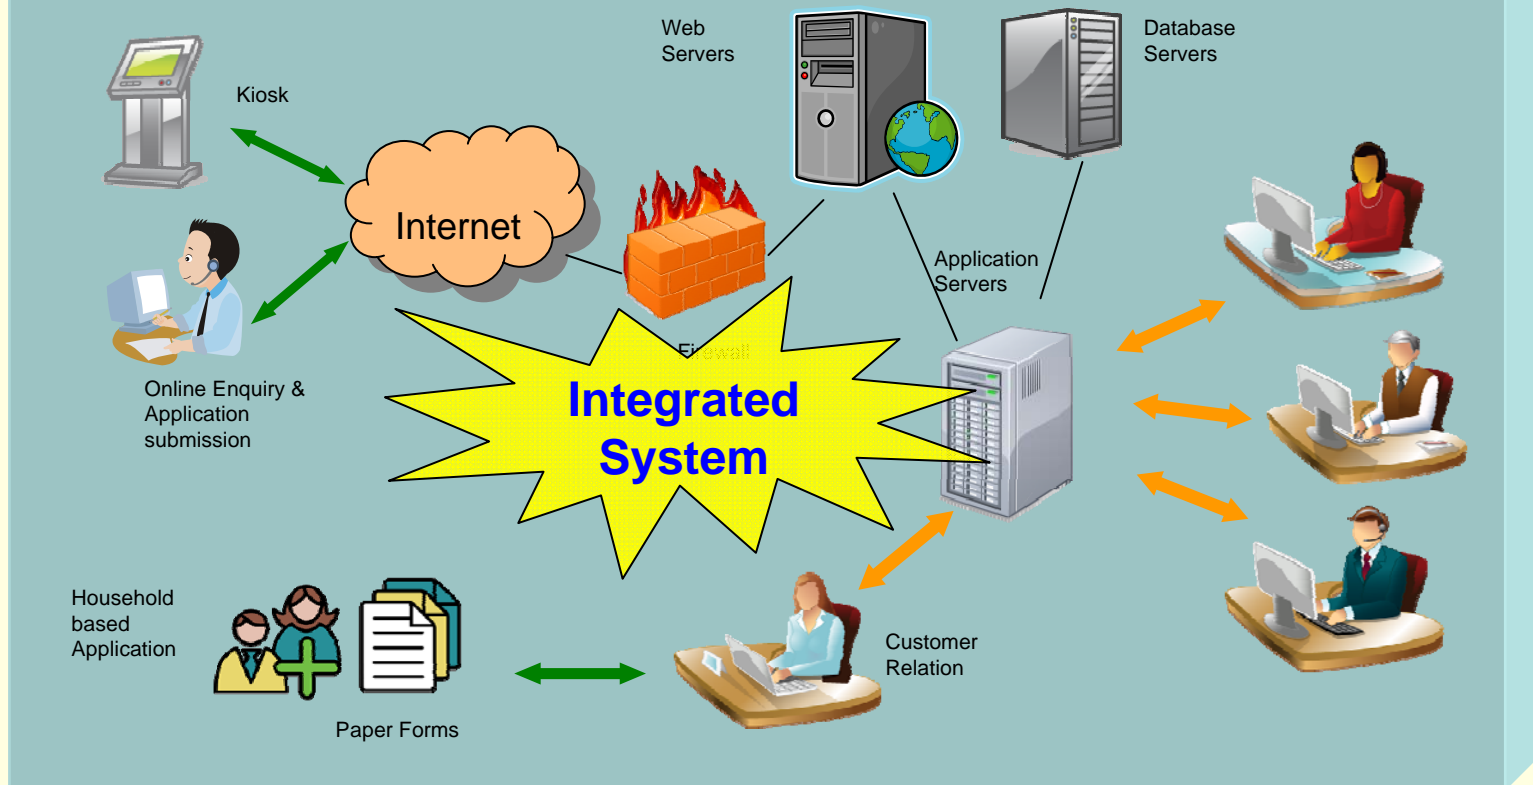 Web
Servers
Database
Servers
Kiosk
Internet
Application
Servers
Firewall
Online Enquiry &
Application
submission
Integrated
System
Household
based
Application
Customer
Relation
Paper Forms